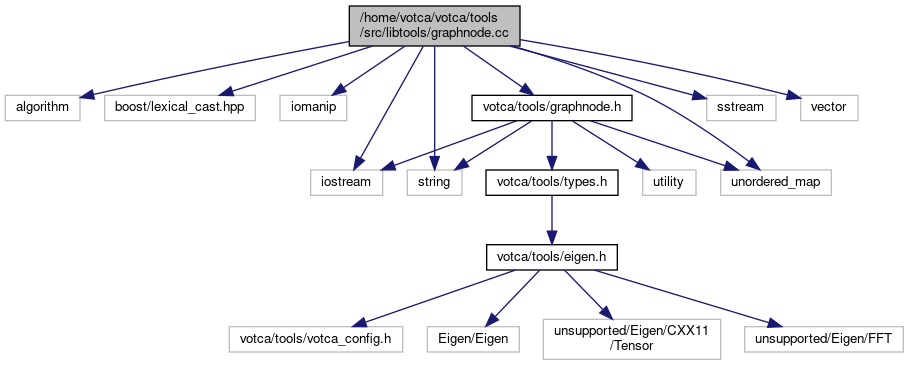 /home/votca/votca/tools
/src/libtools/graphnode.cc
algorithm
boost/lexical_cast.hpp
iomanip
votca/tools/graphnode.h
sstream
vector
iostream
string
votca/tools/types.h
utility
unordered_map
votca/tools/eigen.h
votca/tools/votca_config.h
Eigen/Eigen
unsupported/Eigen/CXX11
/Tensor
unsupported/Eigen/FFT